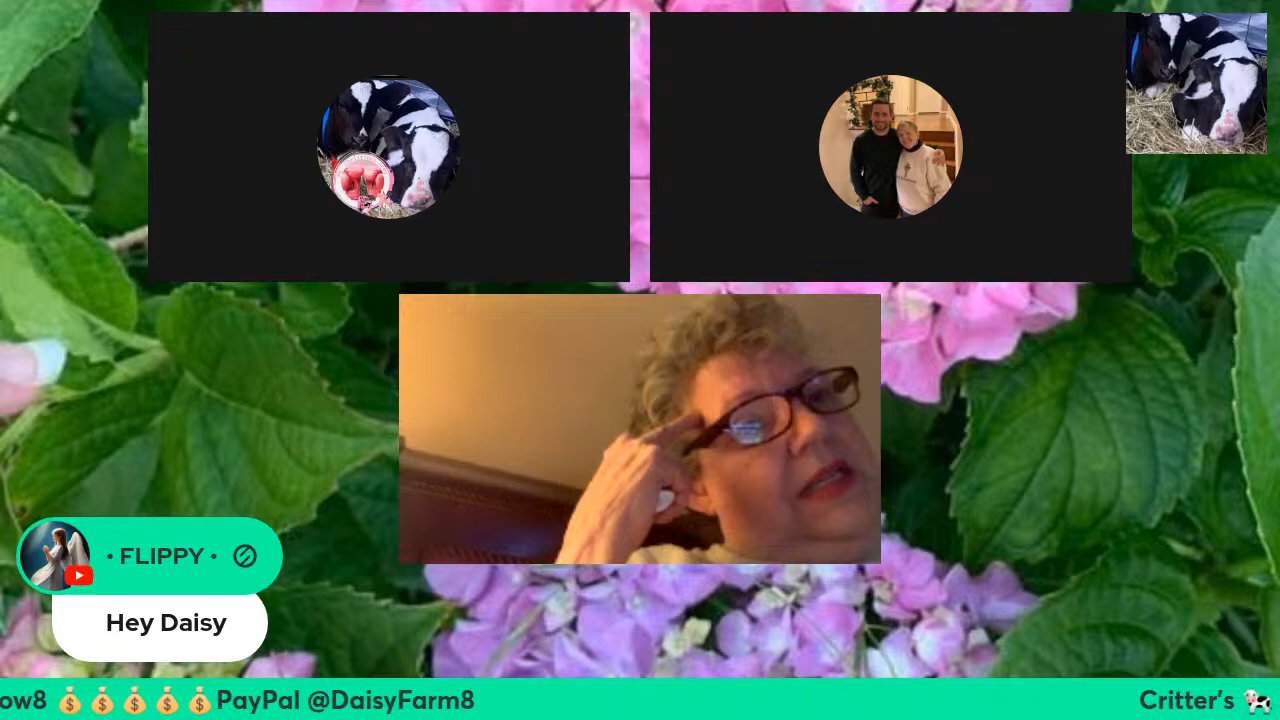 • FLIPPY •
Hey Daisy
ow8 💰💰💰💰💰PayPal @DaisyFarm8 Critter's 🐄